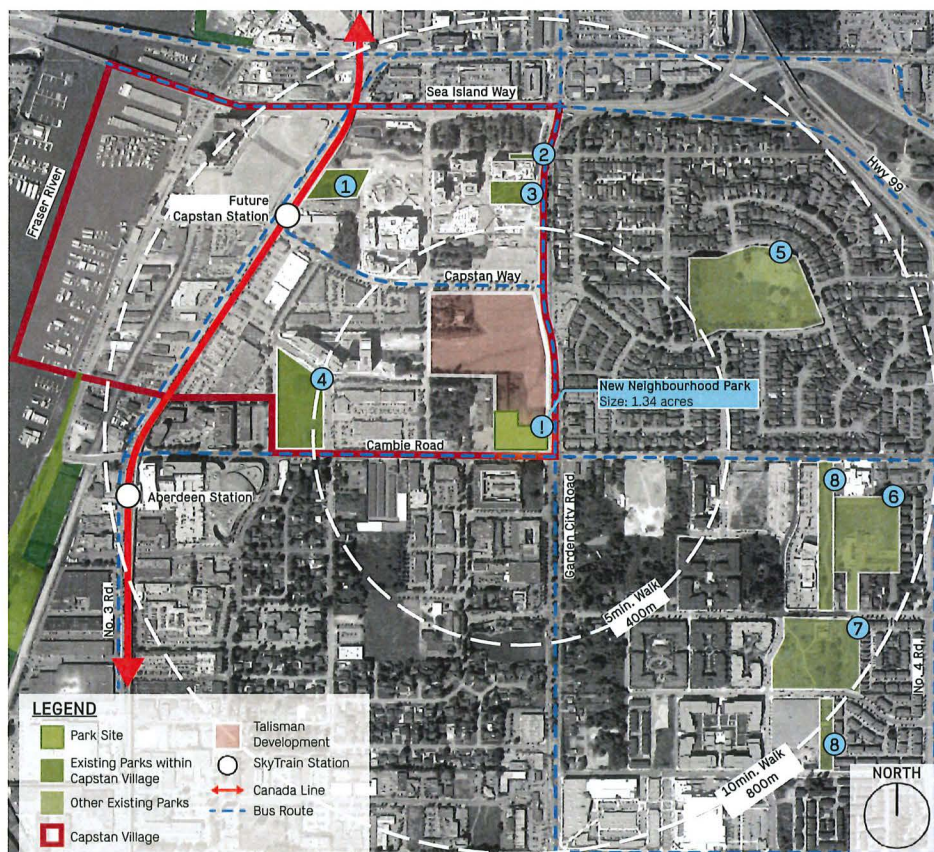 Sea Island Way
Hwy 99
Fraser River
1
2
3
Future
Capstan Station
Capstan Way
5
4
New Neighbourhood Park
Size: 1.34 acres
!
Cambie Road
Aberdeen Station
8
6
Garden City Road
No. 3 Rd.
5min. Walk
400m
7
No. 4 Rd.
8
10min. Walk
800m
LEGEND
Park Site
Existing Parks within
Capstan Village
Other Existing Parks
Capstan Village
Talisman
Development
SkyTrain Station
Canada Line
Bus Route
NORTH